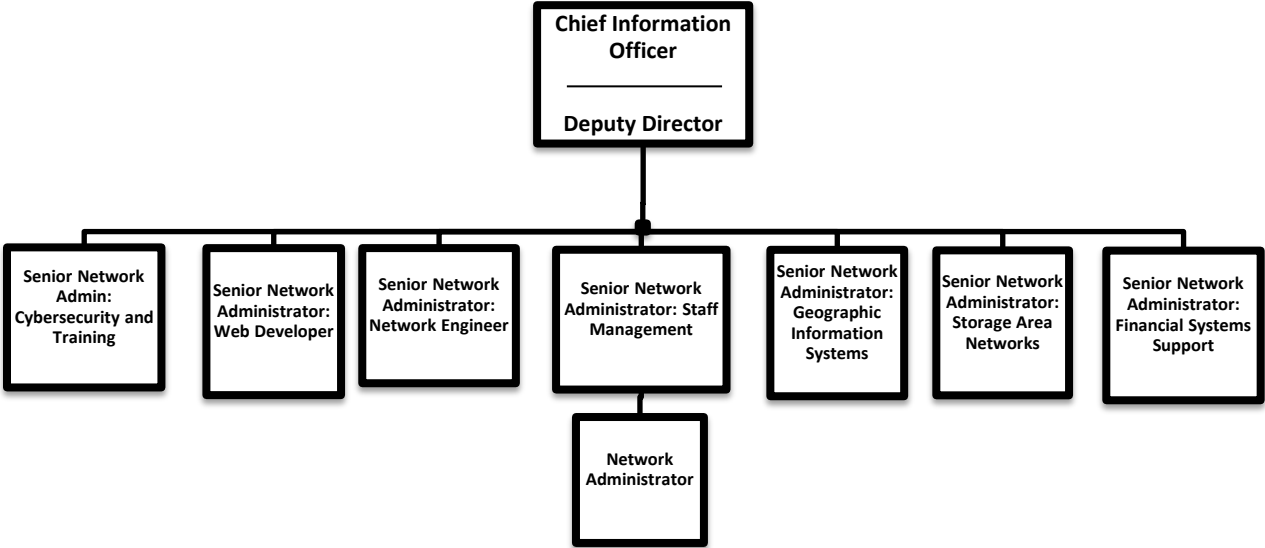 Chief Information
Officer
Deputy Director
Senior Network
Admin:
Cybersecurity and
Training
Senior Network
Administrator:
Web Developer
Senior Network
Administrator:
Network Engineer
Senior Network
Administrator: Staff
Management
Senior Network
Administrator:
Geographic
Information
Systems
Senior Network
Administrator:
Storage Area
Networks
Senior Network
Administrator:
Financial Systems
Support
Network
Administrator